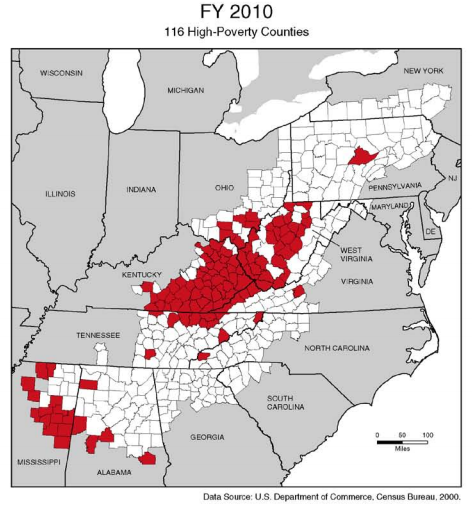 FY 2010
116 High-Poverty Counties
WISCONSIN
MICHIGAN
NEW YORK
ILLINOIS
INDIANA
OHIO
PENNSYLVANIA
NJ
MARYLAND
DE
WEST
VIRGINIA
KENTUCKY
VIRGINIA
TENNESSEE
NORTH CAROLINA
SOUTH
CAROLINA
GEORGIA
MISSISSIPPI
ALABAMA
0 50 100
Miles
Data Source: U.S. Department of Commerce, Census Bureau, 2000.